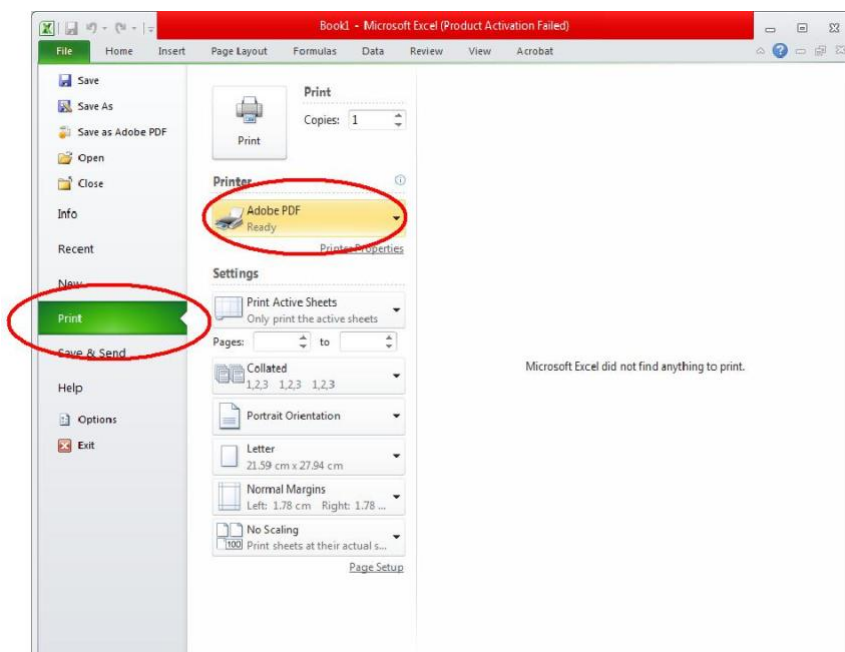 Book1 - Microsoft Excel (Product Activation Failed)
File Home Insert Page Layout Formulas Data Review View Acrobat
Save
Save As
Save as Adobe PDF
Open
Close
Info
Recent
New
Print
Save & Send
Help
Options
Exit
Print
Print
Copies: 1
Printer
Adobe PDF
Ready
Printer Properties
Settings
Print Active Sheets
Only print the active sheets
Pages: to
Collated
1,2,3 1,2,3 1,2,3
Portrait Orientation
Letter
21.59 cm x 27.94 cm
Normal Margins
Left: 1.78 cm Right: 1.78 ...
No Scaling
100 Print sheets at their actual s...
Page Setup
Microsoft Excel did not find anything to print.